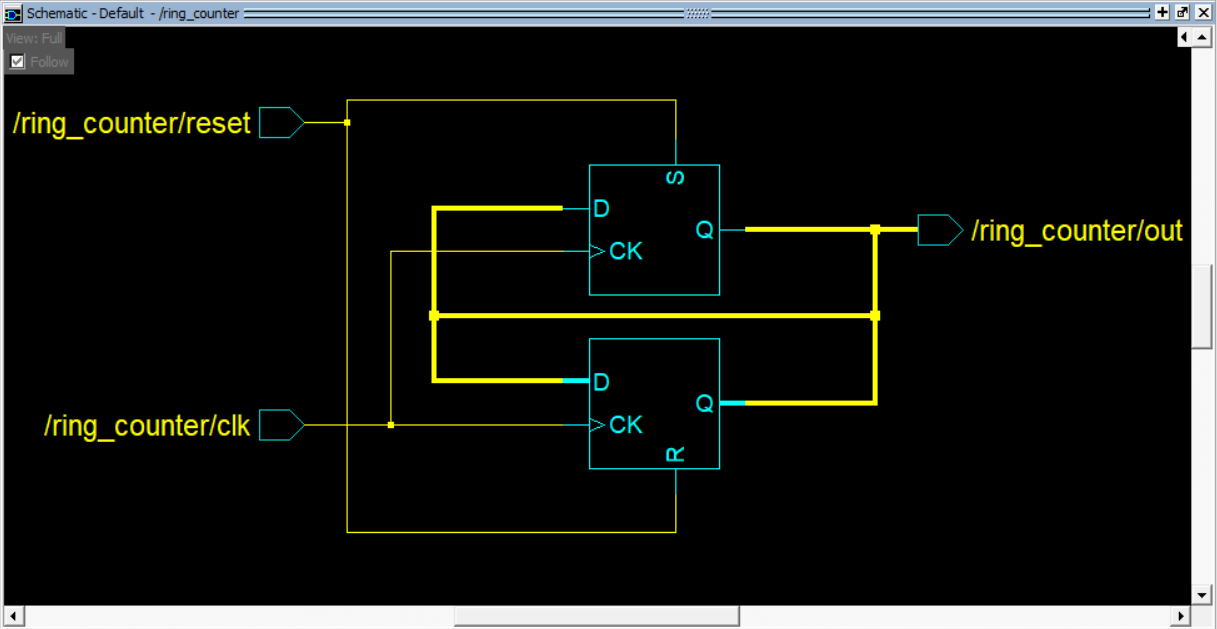 Schematic - Default - /ring_counter
View: Full
Follow
/ring_counter/reset
S
D
Q
CK
/ring_counter/out
D
Q
CK
R
/ring_counter/clk